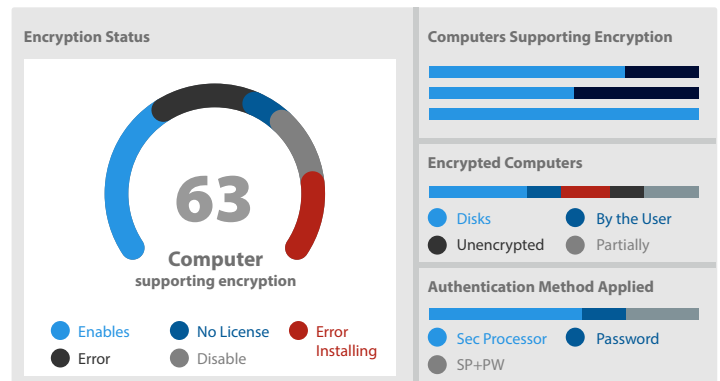 Encryption Status
63
Computer
supporting encryption
Enables
No License
Error
Installing
Error
Disable
Computers Supporting Encryption
Encrypted Computers
Disks
By the User
Unencrypted
Partially
Authentication Method Applied
Sec Processor
Password
SP+PW